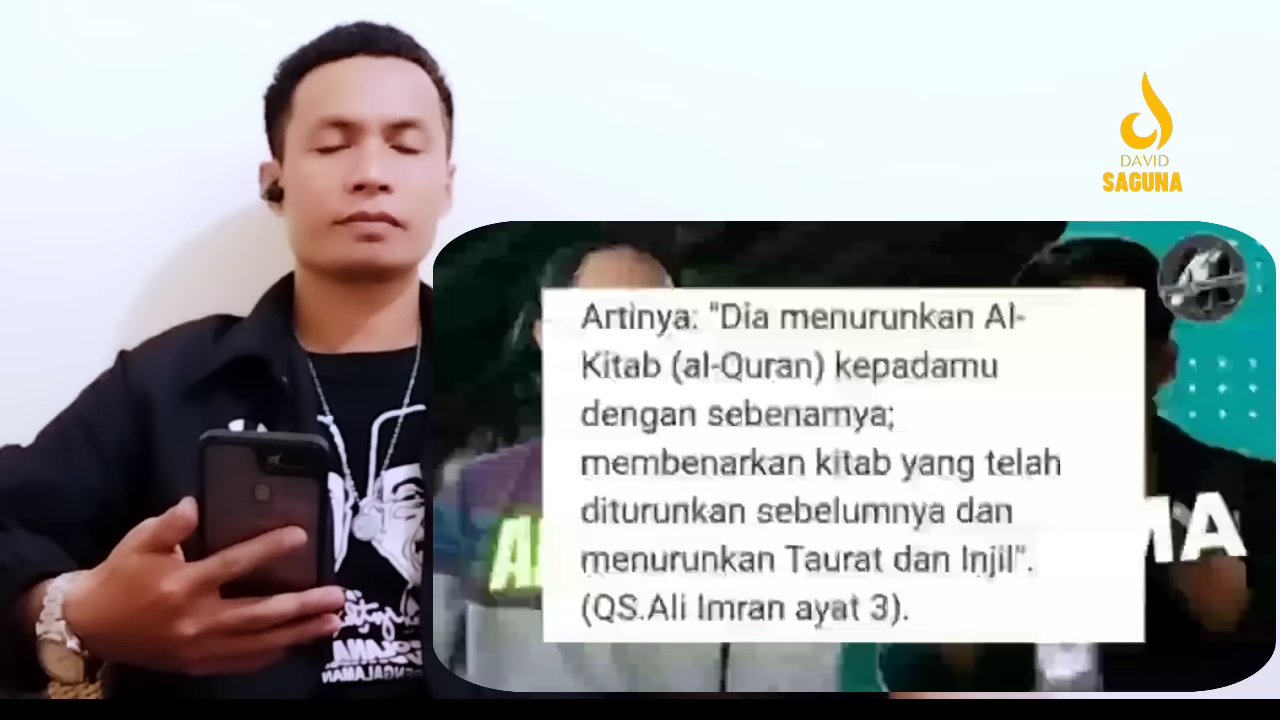 DAVID
SAGUNA
Artinya: "Dia menurunkan Al-
Kitab (al-Quran) kepadamu
dengan sebenarnya;
membenarkan kitab yang telah
diturunkan sebelumnya dan
menurunkan Taurat dan Injil".
(QS.Ali Imran ayat 3).